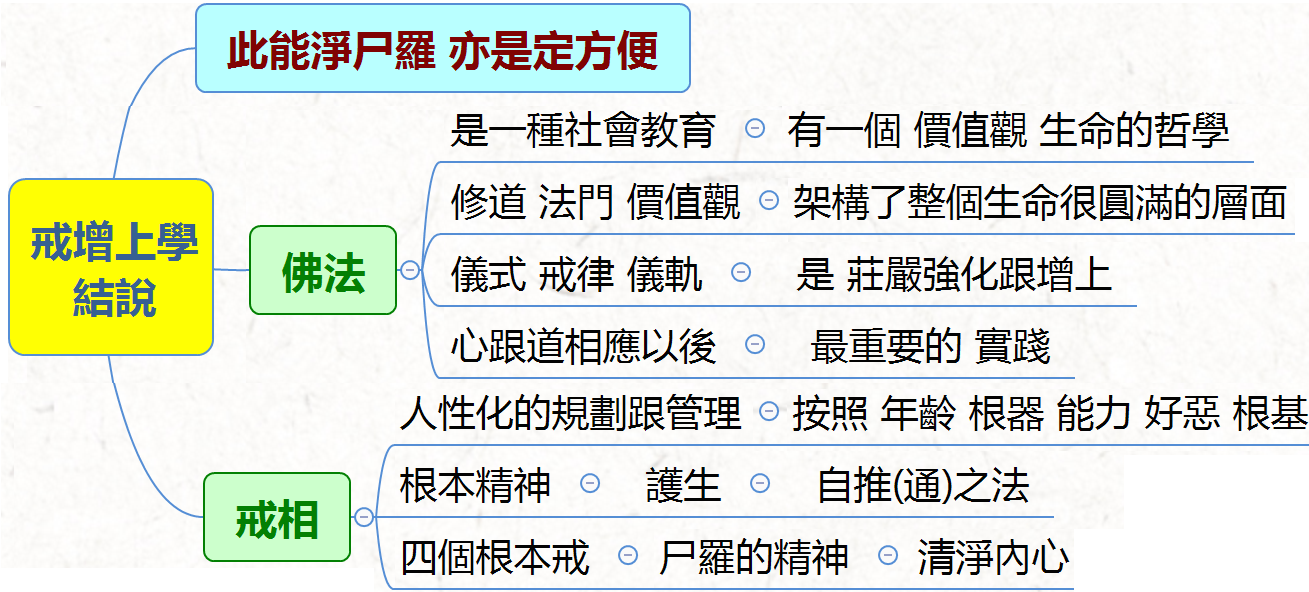 此能淨尸羅 亦是定方便
戒增上學
結說
佛法
是一種社會教育 有一個 價值觀 生命的哲學
修道 法門 價值觀 架構了整個生命很圓滿的層面
儀式 戒律 儀軌 是 莊嚴強化跟增上
心跟道相應以後 最重要的 實踐
戒相
人性化的規劃跟管理 按照 年齡 根器 能力 好惡 根基
根本精神 護生 自推(通)之法
四個根本戒 尸羅的精神 清淨內心